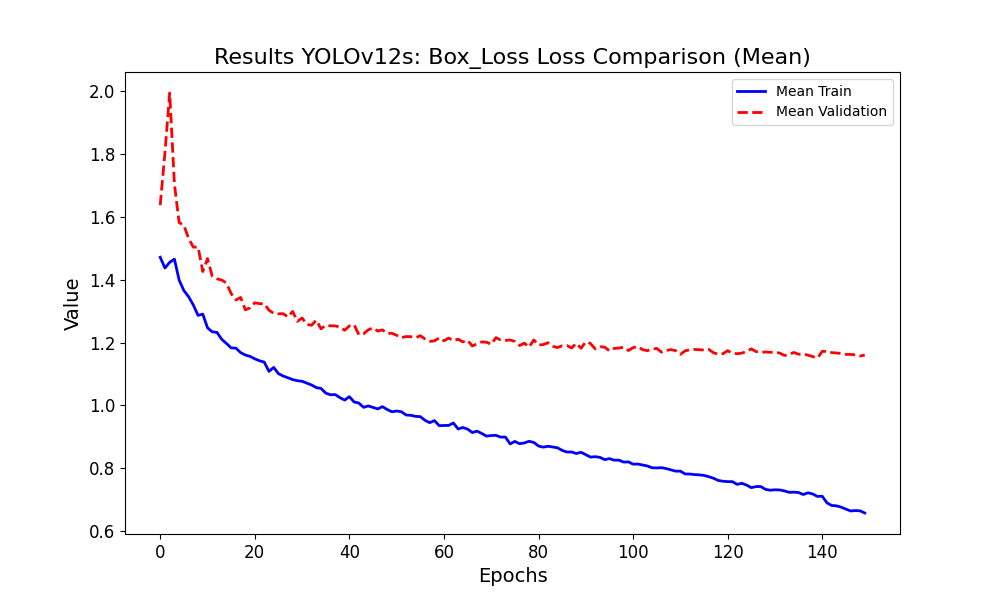 Results YOLOv12s: Box_Loss Loss Comparison (Mean)
Mean Train
Mean Validation
2.0
1.8
1.6
1.4
1.2
1.0
0.8
0.6
Value
0 20 40 60 80 100 120 140
Epochs